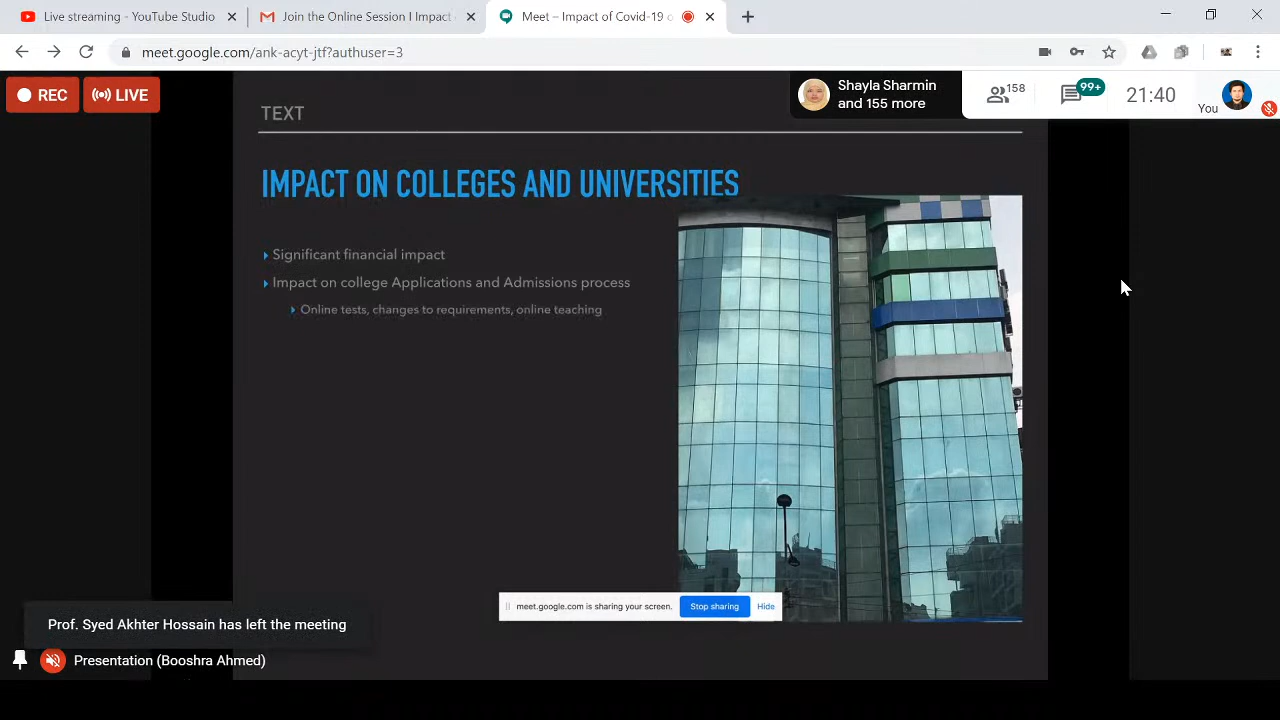 Live streaming - YouTube Studio
Join the Online Session I Impact
Meet – Impact of Covid-19 o
meet.google.com/ank-acyt-jtf?authuser=3
REC
LIVE
Shayla Sharmin
and 155 more
158
99+
21:40
You
TEXT
IMPACT ON COLLEGES AND UNIVERSITIES
Significant financial impact
Impact on college Applications and Admissions process
Online tests, changes to requirements, online teaching
meet.google.com is sharing your screen.
Stop sharing
Hide
Prof. Syed Akhter Hossain has left the meeting
Presentation (Booshra Ahmed)